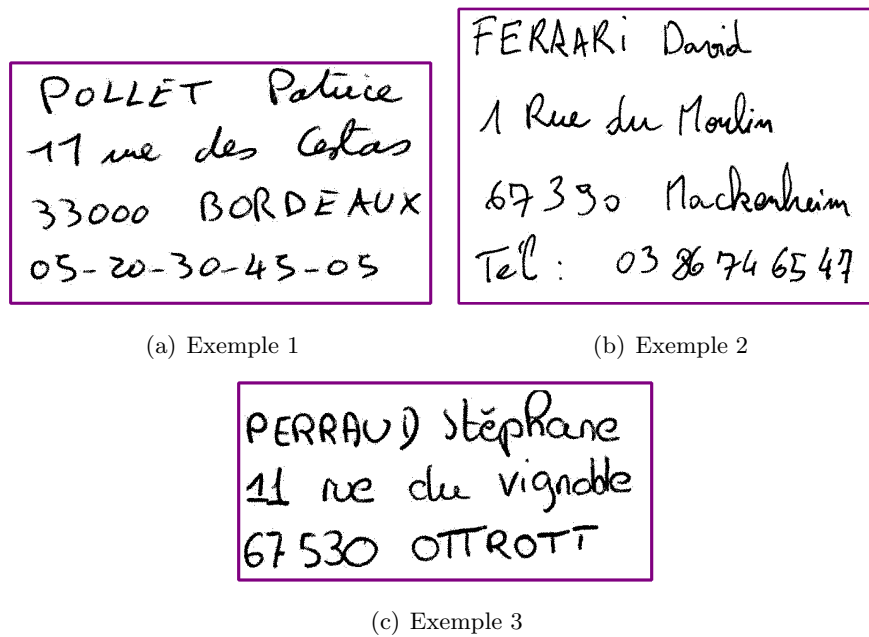 POLLET Patrice
11 rue des Cestas
33000 BORDEAUX
05-20-30-45-05
(a) Exemple 1
FERRARi David
1 Rue du Moulin
67390 Mackenheim
Tél : 03 86 74 65 47
(b) Exemple 2
PERRAUD Stéphane
11 rue du vignoble
67530 OTTROTT
(c) Exemple 3